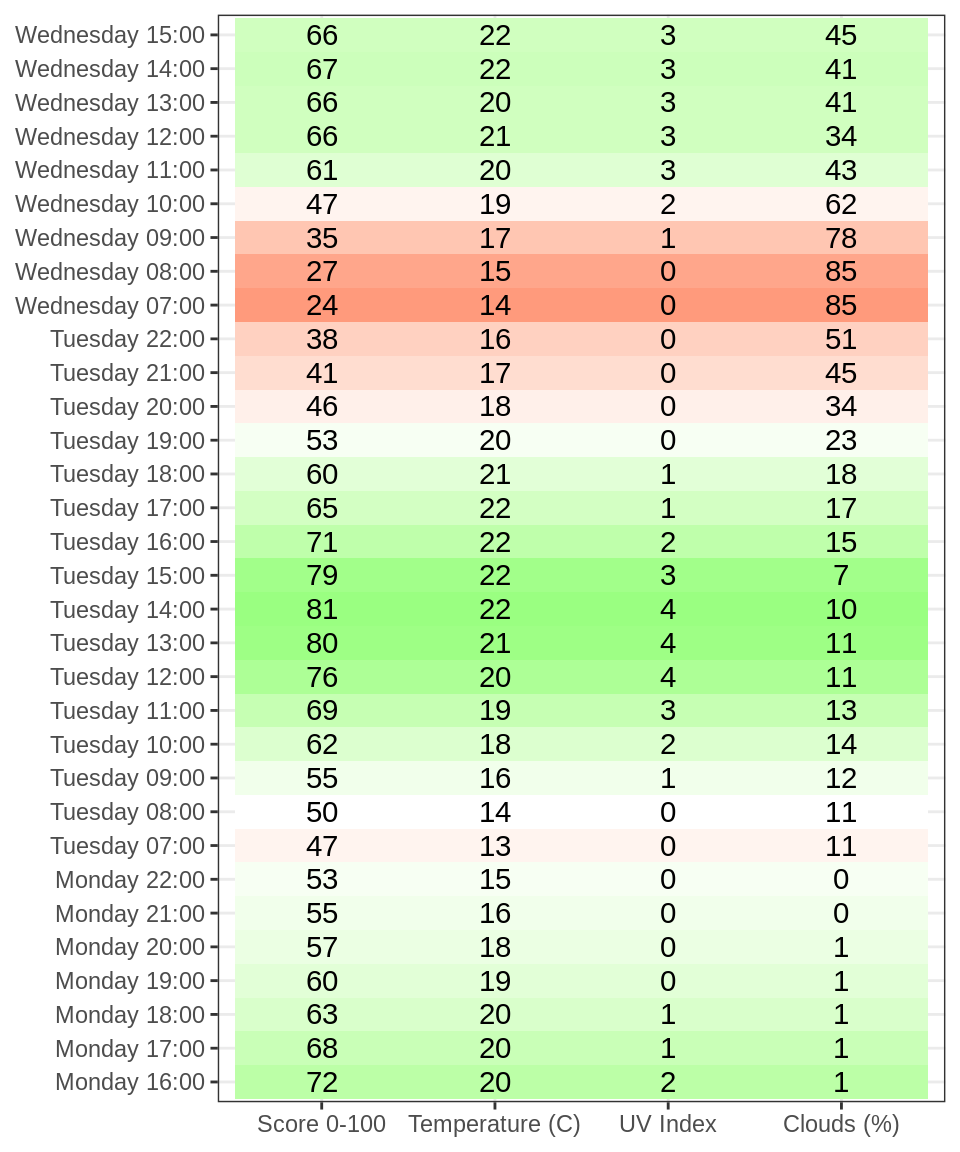 Wednesday 15:00 66 22 3 45
Wednesday 14:00 67 22 3 41
Wednesday 13:00 66 20 3 41
Wednesday 12:00 66 21 3 34
Wednesday 11:00 61 20 3 43
Wednesday 10:00 47 19 2 62
Wednesday 09:00 35 17 1 78
Wednesday 08:00 27 15 0 85
Wednesday 07:00 24 14 0 85
Tuesday 22:00 38 16 0 51
Tuesday 21:00 41 17 0 45
Tuesday 20:00 46 18 0 34
Tuesday 19:00 53 20 0 23
Tuesday 18:00 60 21 1 18
Tuesday 17:00 65 22 1 17
Tuesday 16:00 71 22 2 15
Tuesday 15:00 79 22 3 7
Tuesday 14:00 81 22 4 10
Tuesday 13:00 80 21 4 11
Tuesday 12:00 76 20 4 11
Tuesday 11:00 69 19 3 13
Tuesday 10:00 62 18 2 14
Tuesday 09:00 55 16 1 12
Tuesday 08:00 50 14 0 11
Tuesday 07:00 47 13 0 11
Monday 22:00 53 15 0 0
Monday 21:00 55 16 0 0
Monday 20:00 57 18 0 1
Monday 19:00 60 19 0 1
Monday 18:00 63 20 1 1
Monday 17:00 68 20 1 1
Monday 16:00 72 20 2 1
Score 0-100 Temperature (C) UV Index Clouds (%)